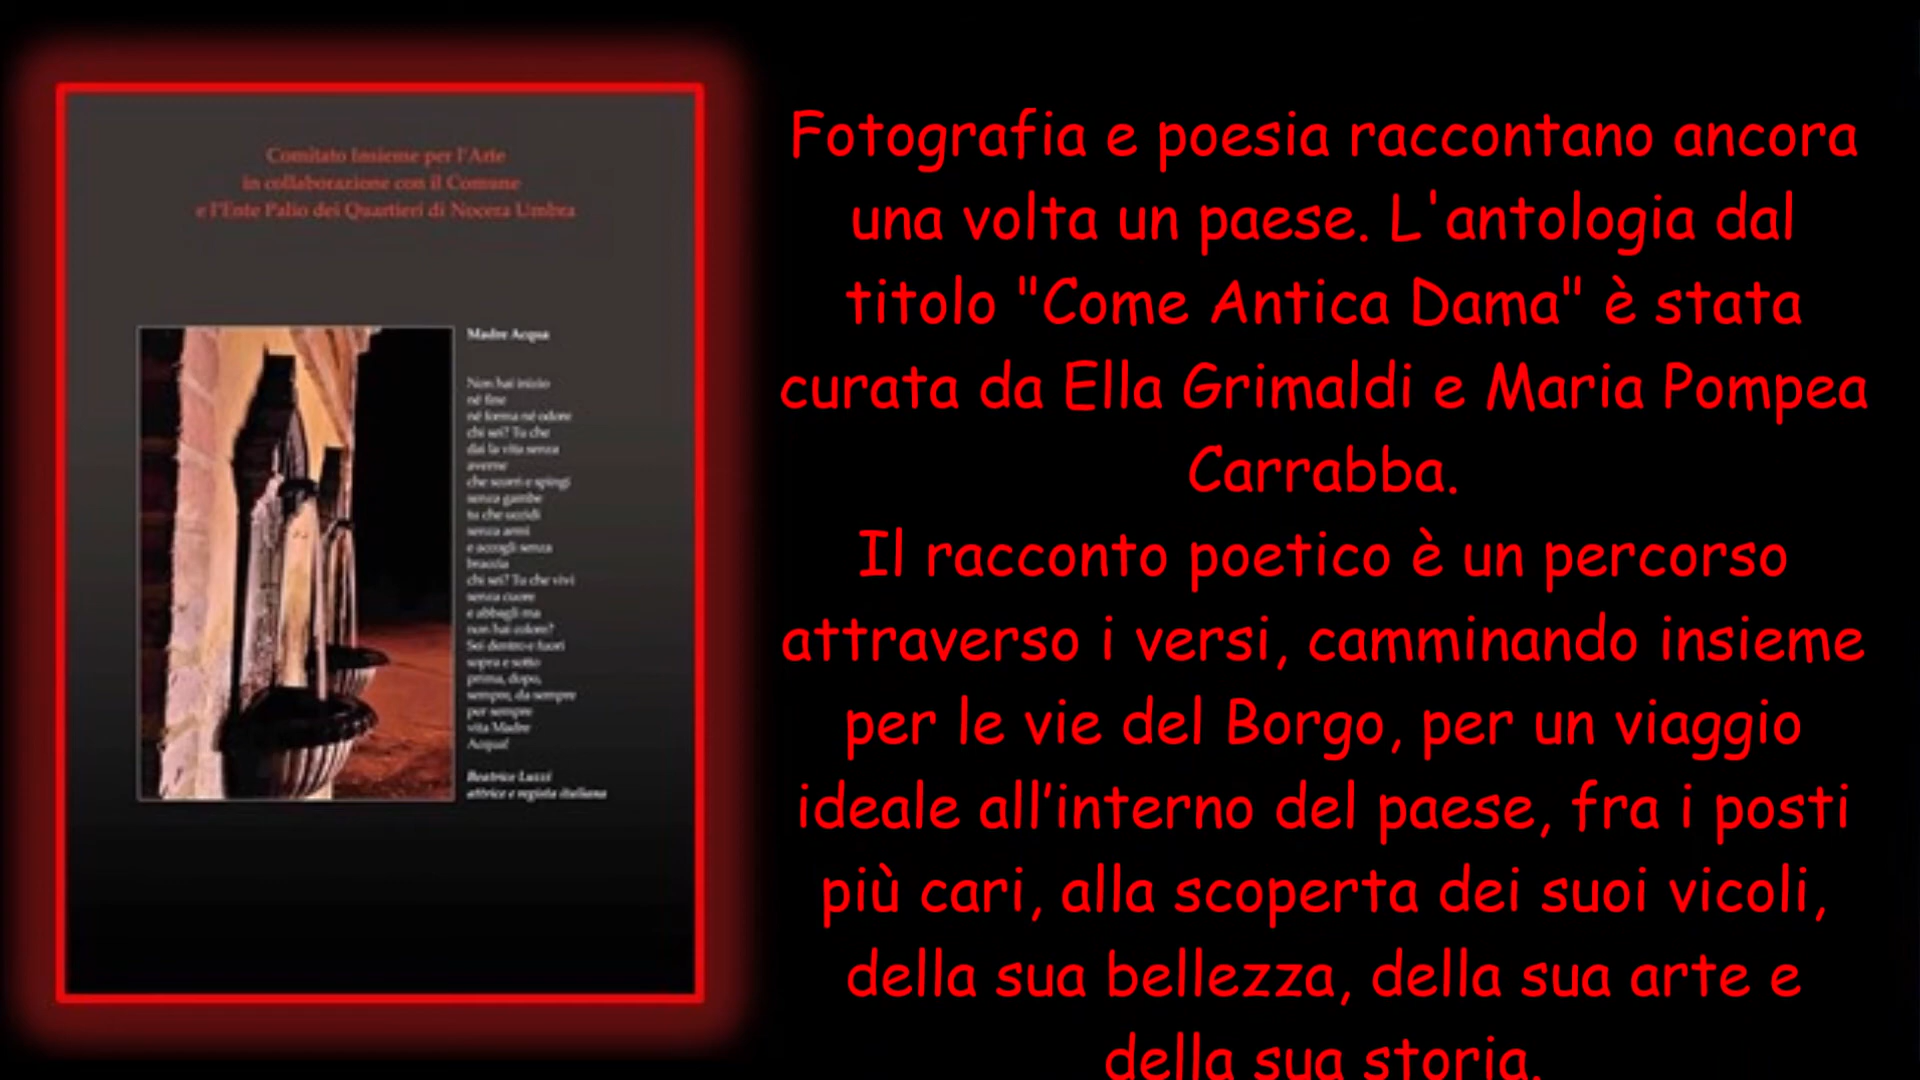 Comitato Insieme per l'Arte
in collaborazione con il Comune
e l'Ente Palio dei Quartieri di Nocera Umbra
Madre Acqua
Non hai inizio
né fine
né forma né odore
chi sei? Tu che
dai la vita senza
averne
che scorri e spingi
senza gambe
tu che uccidi
senza armi
e accogli senza
braccia
chi sei? Tu che vivi
senza cuore
e abbagli ma
non hai colore?
Sei dentro e fuori
sopra e sotto
prima, dopo,
sempre, da sempre
per sempre
vita Madre
Acqua!
Beatrice Luzzi
attrice e regista italiana
Fotografia e poesia raccontano ancora
una volta un paese. L'antologia dal
titolo "Come Antica Dama" è stata
curata da Ella Grimaldi e Maria Pompea
Carrabba.
Il racconto poetico è un percorso
attraverso i versi, camminando insieme
per le vie del Borgo, per un viaggio
ideale all’interno del paese, fra i posti
più cari, alla scoperta dei suoi vicoli,
della sua bellezza, della sua arte e
della sua storia.